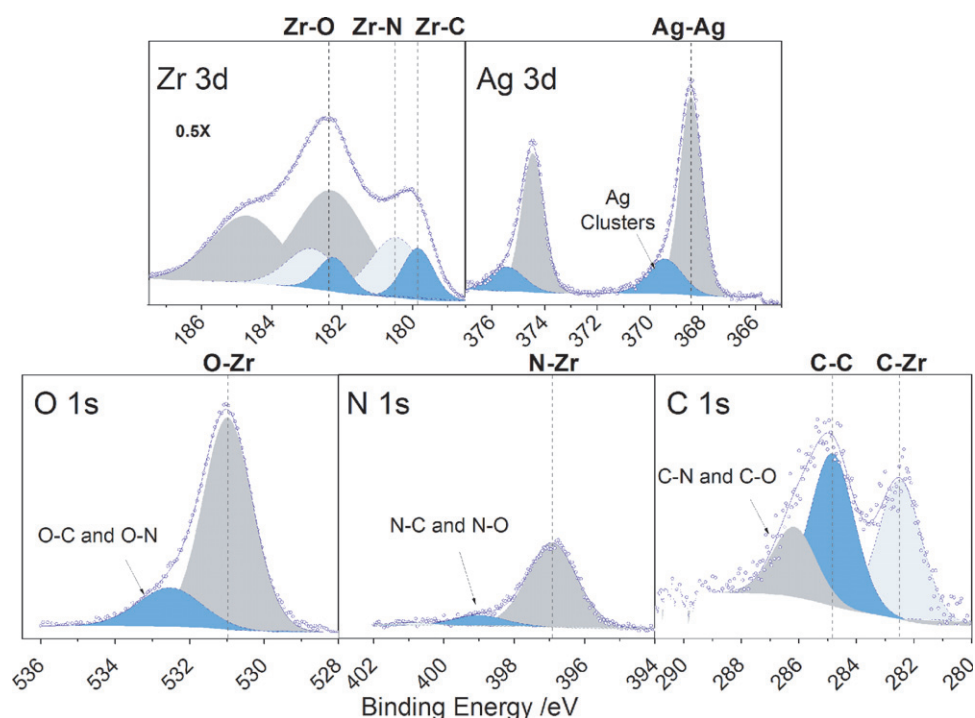 Zr-O Zr-N Zr-C
Ag-Ag
Zr 3d
0.5X
Ag 3d
Ag
Clusters
186 184 182 180
376 374 372 370 368 366
O-Zr
N-Zr
C-C C-Zr
O 1s
O-C and O-N
N 1s
N-C and N-O
C 1s
C-N and C-O
536 534 532 530 528
402 400 398 396 394
290 288 286 284 282 280
Binding Energy /eV